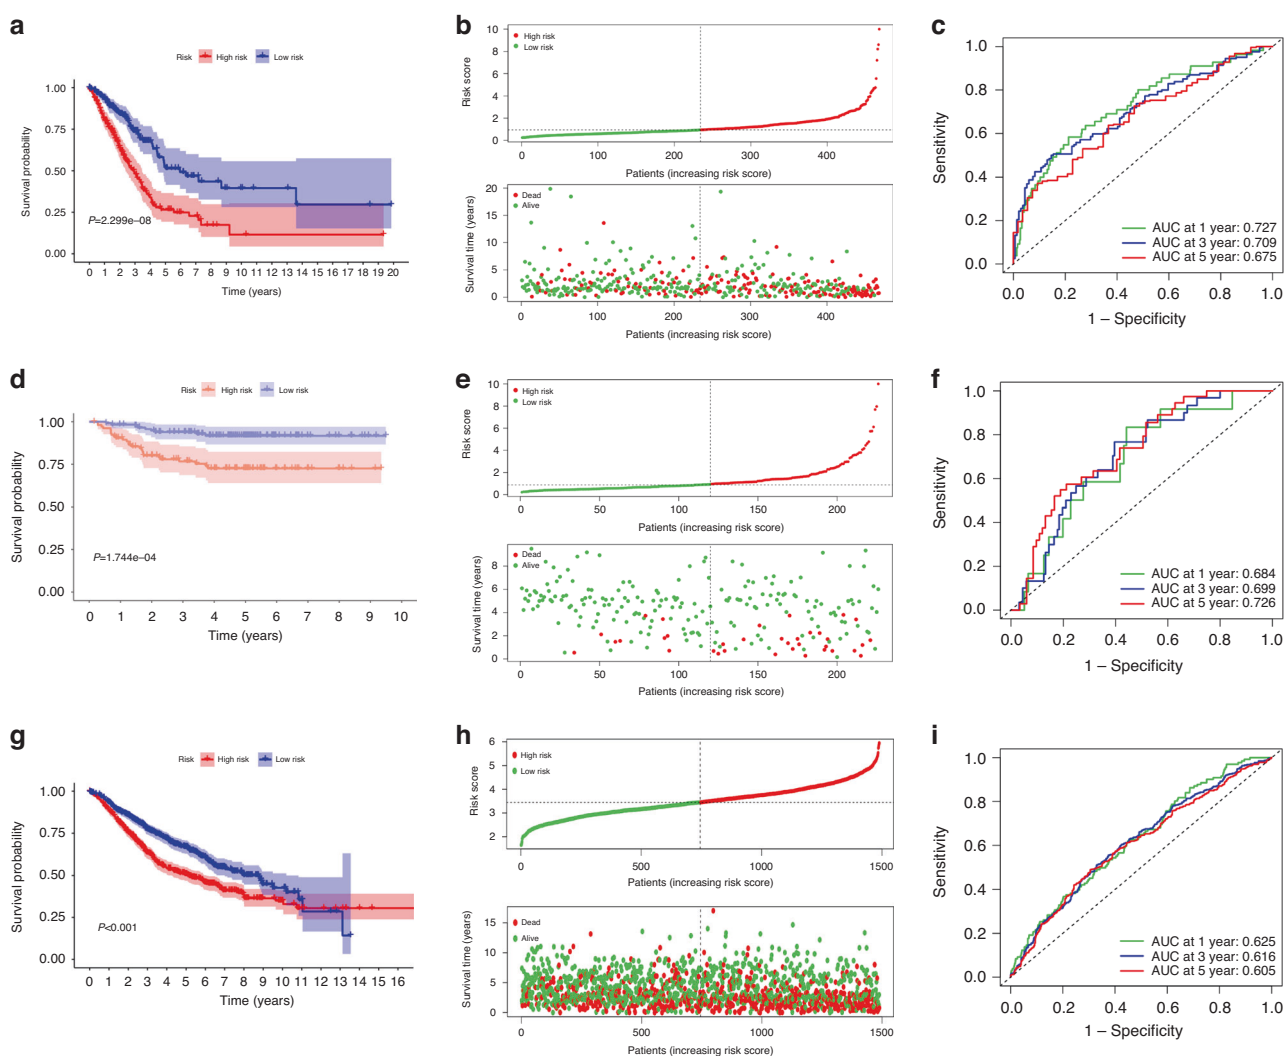 a
Risk High risk Low risk
Survival probability
1.00
0.75
0.50
0.25
0.00
P=2.299e–08
0 1 2 3 4 5 6 7 8 9 10 11 12 13 14 15 16 17 18 19 20
Time (years)
b
High risk
Low risk
Risk score
10
8
6
4
2
0
0 100 200 300 400
Patients (increasing risk score)
Dead
Alive
Survival time (years)
20
15
10
5
0
0 100 200 300 400
Patients (increasing risk score)
c
Sensitivity
1.0
0.8
0.6
0.4
0.2
0.0
AUC at 1 year: 0.727
AUC at 3 year: 0.709
AUC at 5 year: 0.675
0.0 0.2 0.4 0.6 0.8 1.0
1 – Specificity
d
Risk High risk Low risk
Survival probability
1.00
0.75
0.50
0.25
0.00
P=1.744e–04
0 1 2 3 4 5 6 7 8 9 10
Time (years)
e
High risk
Low risk
Risk score
10
8
6
4
2
0
0 50 100 150 200
Patients (increasing risk score)
Dead
Alive
Survival time (years)
8
6
4
2
0
0 50 100 150 200
Patients (increasing risk score)
f
Sensitivity
1.0
0.8
0.6
0.4
0.2
0.0
AUC at 1 year: 0.684
AUC at 3 year: 0.699
AUC at 5 year: 0.726
0.0 0.2 0.4 0.6 0.8 1.0
1 – Specificity
g
Risk High risk Low risk
Survival probability
1.00
0.75
0.50
0.25
0.00
P<0.001
0 1 2 3 4 5 6 7 8 9 10 11 12 13 14 15 16
Time (years)
h
High risk
Low risk
Risk score
6
5
4
3
2
0 500 1000 1500
Patients (increasing risk score)
Dead
Alive
Survival time (years)
15
10
5
0
0 500 1000 1500
Patients (increasing risk score)
i
Sensitivity
1.0
0.8
0.6
0.4
0.2
0.0
AUC at 1 year: 0.625
AUC at 3 year: 0.616
AUC at 5 year: 0.605
0.0 0.2 0.4 0.6 0.8 1.0
1 – Specificity